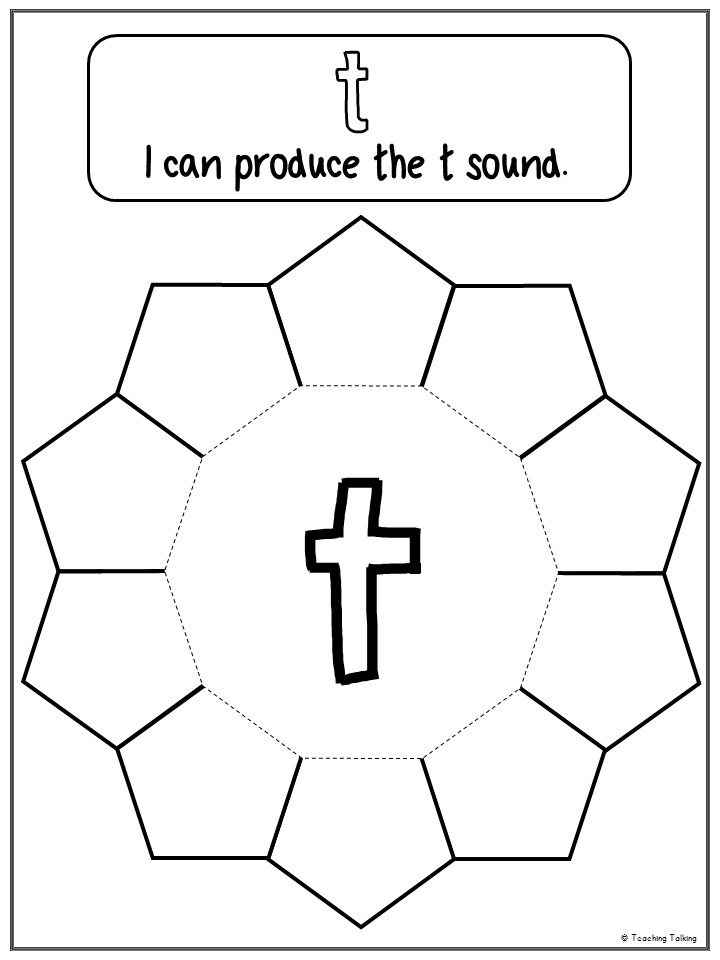 t
I can produce the t sound.
t
© Teaching Talking